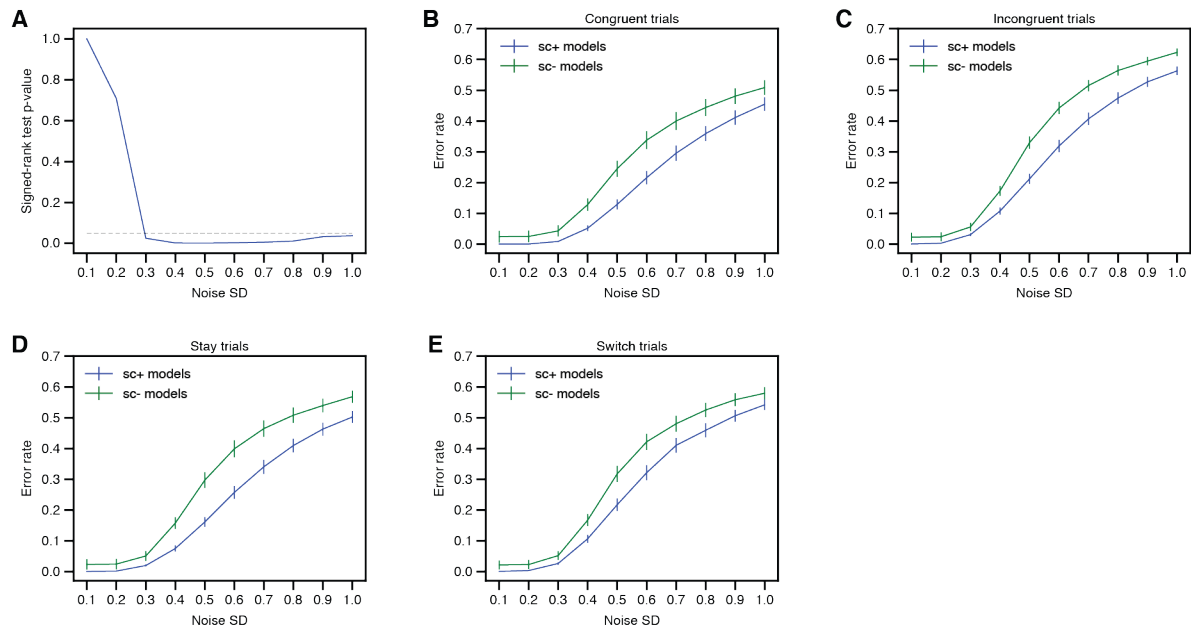 A
Signed-rank test p-value
1.0
0.8
0.6
0.4
0.2
0.0
0.1 0.2 0.3 0.4 0.5 0.6 0.7 0.8 0.9 1.0
Noise SD
B
Congruent trials
sc+ models
sc- models
Error rate
0.7
0.6
0.5
0.4
0.3
0.2
0.1
0.0
0.1 0.2 0.3 0.4 0.5 0.6 0.7 0.8 0.9 1.0
Noise SD
C
Incongruent trials
sc+ models
sc- models
Error rate
0.7
0.6
0.5
0.4
0.3
0.2
0.1
0.0
0.1 0.2 0.3 0.4 0.5 0.6 0.7 0.8 0.9 1.0
Noise SD
D
Stay trials
sc+ models
sc- models
Error rate
0.7
0.6
0.5
0.4
0.3
0.2
0.1
0.0
0.1 0.2 0.3 0.4 0.5 0.6 0.7 0.8 0.9 1.0
Noise SD
E
Switch trials
sc+ models
sc- models
Error rate
0.7
0.6
0.5
0.4
0.3
0.2
0.1
0.0
0.1 0.2 0.3 0.4 0.5 0.6 0.7 0.8 0.9 1.0
Noise SD